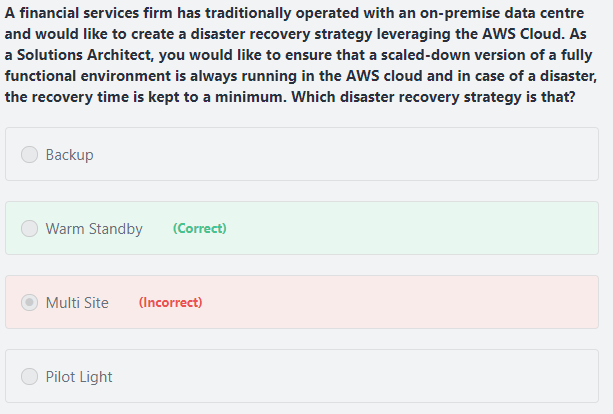 A financial services firm has traditionally operated with an on-premise data centre
and would like to create a disaster recovery strategy leveraging the AWS Cloud. As
a Solutions Architect, you would like to ensure that a scaled-down version of a fully
functional environment is always running in the AWS cloud and in case of a disaster,
the recovery time is kept to a minimum. Which disaster recovery strategy is that?
Backup
Warm Standby (Correct)
Multi Site (Incorrect)
Pilot Light